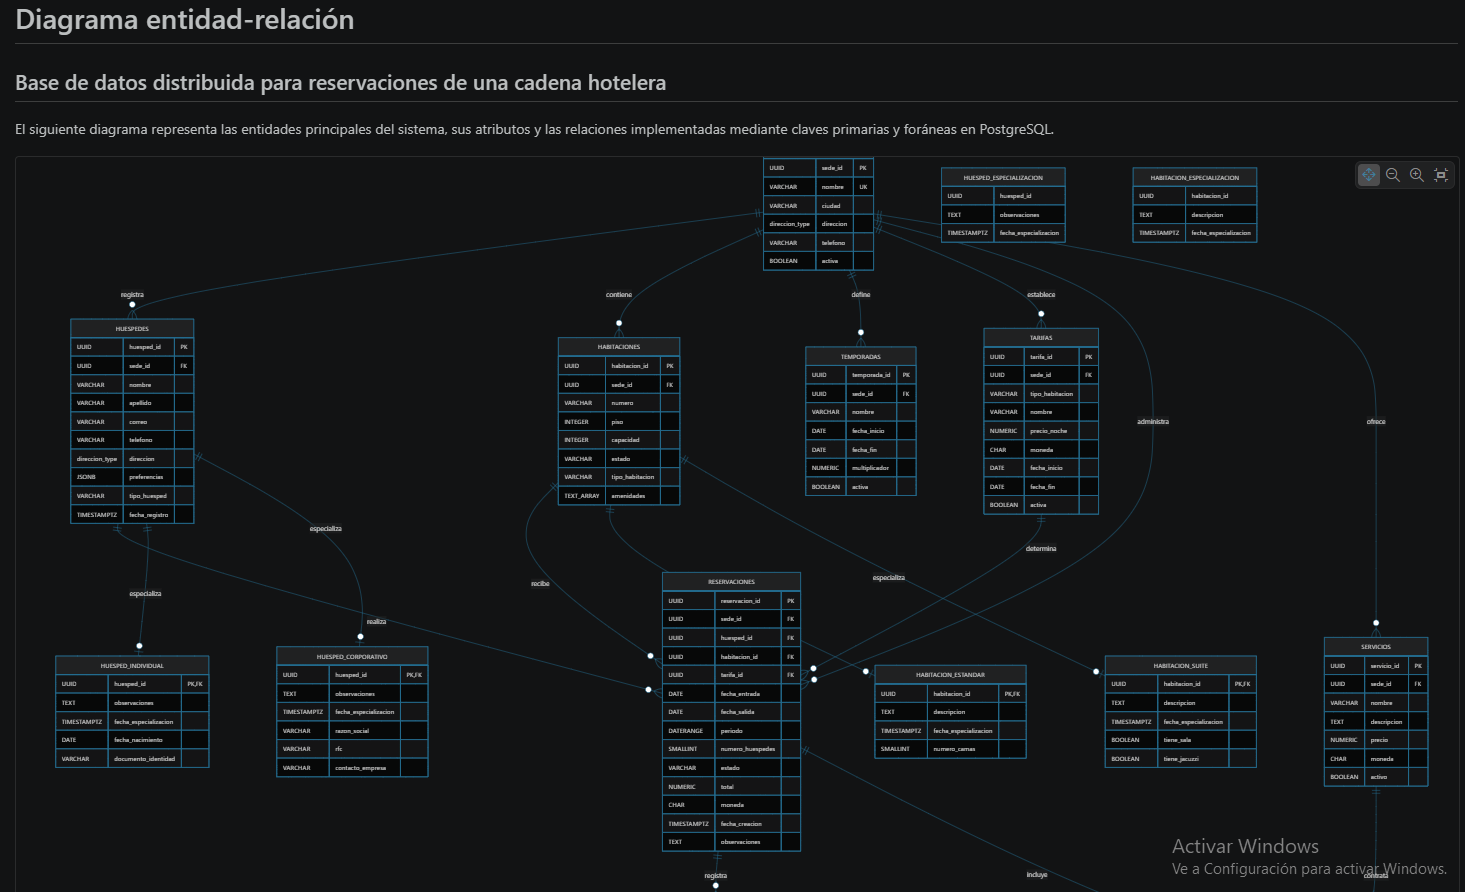 Diagrama entidad-relación
Base de datos distribuida para reservaciones de una cadena hotelera
El siguiente diagrama representa las entidades principales del sistema, sus atributos y las relaciones implementadas mediante claves primarias y foráneas en PostgreSQL.
UUID sede_id PK
VARCHAR nombre UK
VARCHAR ciudad
direccion_type direccion
VARCHAR telefono
BOOLEAN activa
HUESPED_ESPECIALIZACION
UUID huesped_id
TEXT observaciones
TIMESTAMPTZ fecha_especializacion
HABITACION_ESPECIALIZACION
UUID habitacion_id
TEXT descripcion
TIMESTAMPTZ fecha_especializacion
registra
contiene
define
establece
administra
ofrece
HUESPEDES
UUID huesped_id PK
UUID sede_id FK
VARCHAR nombre
VARCHAR apellido
VARCHAR correo
VARCHAR telefono
direccion_type direccion
JSONB preferencias
VARCHAR tipo_huesped
TIMESTAMPTZ fecha_registro
HABITACIONES
UUID habitacion_id PK
UUID sede_id FK
VARCHAR numero
INTEGER piso
INTEGER capacidad
VARCHAR estado
VARCHAR tipo_habitacion
TEXT_ARRAY amenidades
TEMPORADAS
UUID temporada_id PK
UUID sede_id FK
VARCHAR nombre
DATE fecha_inicio
DATE fecha_fin
NUMERIC multiplicador
BOOLEAN activa
TARIFAS
UUID tarifa_id PK
UUID sede_id FK
VARCHAR tipo_habitacion
VARCHAR nombre
NUMERIC precio_noche
CHAR moneda
DATE fecha_inicio
DATE fecha_fin
BOOLEAN activa
especializa
determina
especializa
recibe
especializa
realiza
HUESPED_INDIVIDUAL
UUID huesped_id PK,FK
TEXT observaciones
TIMESTAMPTZ fecha_especializacion
DATE fecha_nacimiento
VARCHAR documento_identidad
HUESPED_CORPORATIVO
UUID huesped_id PK,FK
TEXT observaciones
TIMESTAMPTZ fecha_especializacion
VARCHAR razon_social
VARCHAR rfc
VARCHAR contacto_empresa
RESERVACIONES
UUID reservacion_id PK
UUID sede_id FK
UUID huesped_id FK
UUID habitacion_id FK
UUID tarifa_id FK
DATE fecha_entrada
DATE fecha_salida
DATERANGE periodo
SMALLINT numero_huespedes
VARCHAR estado
NUMERIC total
CHAR moneda
TIMESTAMPTZ fecha_creacion
TEXT observaciones
HABITACION_ESTANDAR
UUID habitacion_id PK,FK
TEXT descripcion
TIMESTAMPTZ fecha_especializacion
SMALLINT numero_camas
HABITACION_SUITE
UUID habitacion_id PK,FK
TEXT descripcion
TIMESTAMPTZ fecha_especializacion
BOOLEAN tiene_sala
BOOLEAN tiene_jacuzzi
SERVICIOS
UUID servicio_id PK
UUID sede_id FK
VARCHAR nombre
TEXT descripcion
NUMERIC precio
CHAR moneda
BOOLEAN activo
registra
incluye
contrata
Activar Windows
Ve a Configuración para activar Windows.